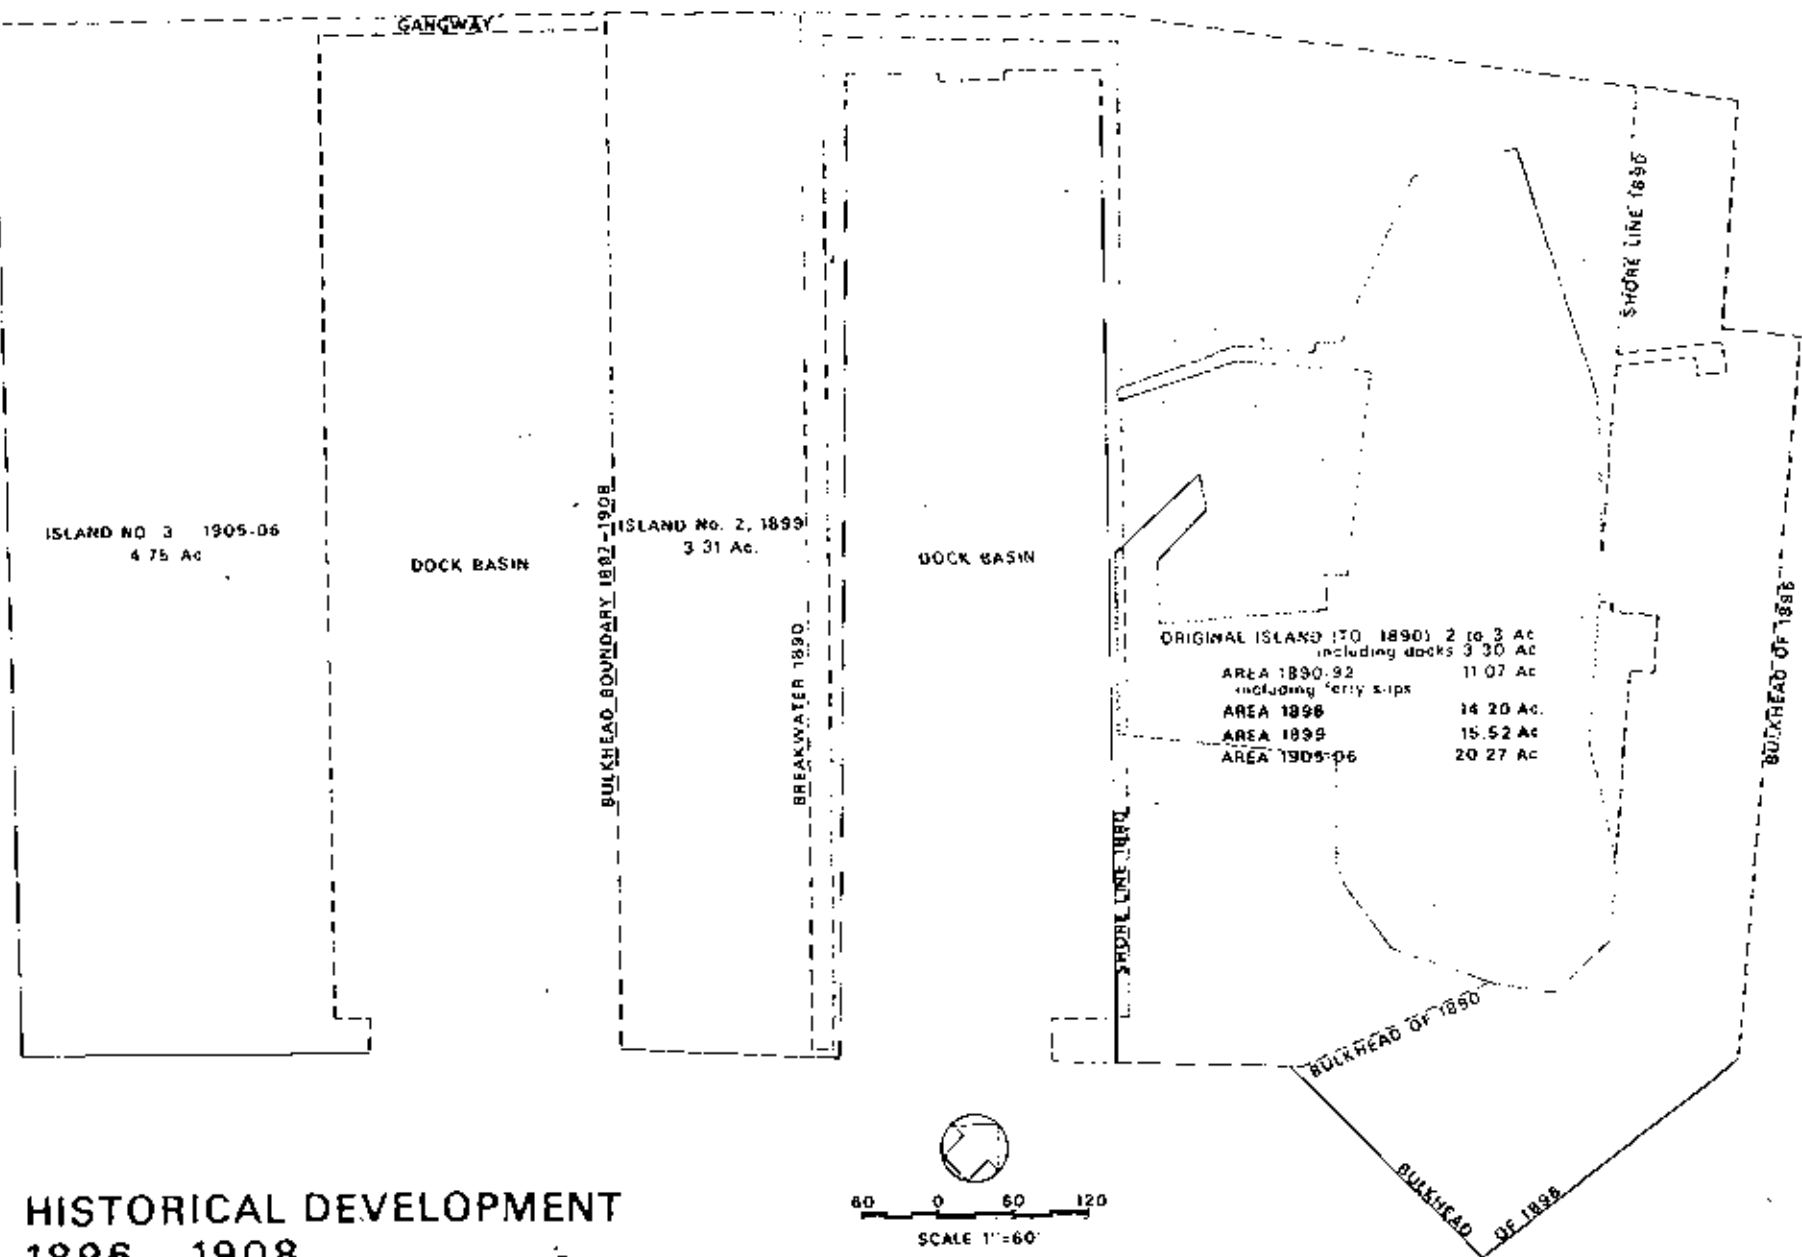 GANGWAY
SHORE LINE 1890
ISLAND NO 3 1905-06
4 75 Ac
DOCK BASIN
BULKHEAD BOUNDARY 1897-1908
ISLAND No. 2, 1899
3 31 Ac.
BREAKWATER 1890
DOCK BASIN
SHORE LINE 1890
ORIGINAL ISLAND (TO 1890) 2 to 3 Ac
including docks 3 30 Ac
AREA 1890-92 11 07 Ac
including ferry slips
AREA 1898 14 20 Ac.
AREA 1899 15.52 Ac
AREA 1905-06 20 27 Ac
BULKHEAD OF 1898
BULKHEAD OF 1890
BULKHEAD OF 1898
60 0 60 120
SCALE 1"=60'
HISTORICAL DEVELOPMENT
1896 1908